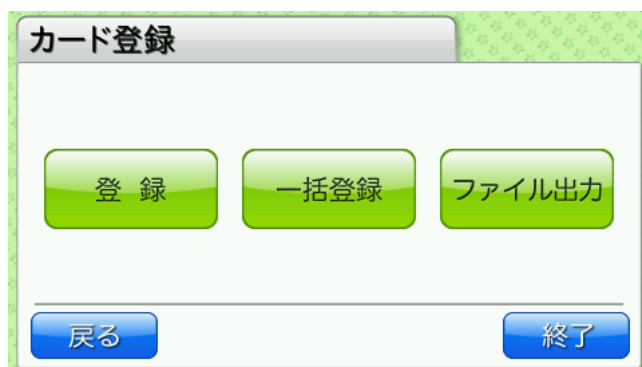 カード登録
登 録
一括登録
ファイル出力
戻る
終了